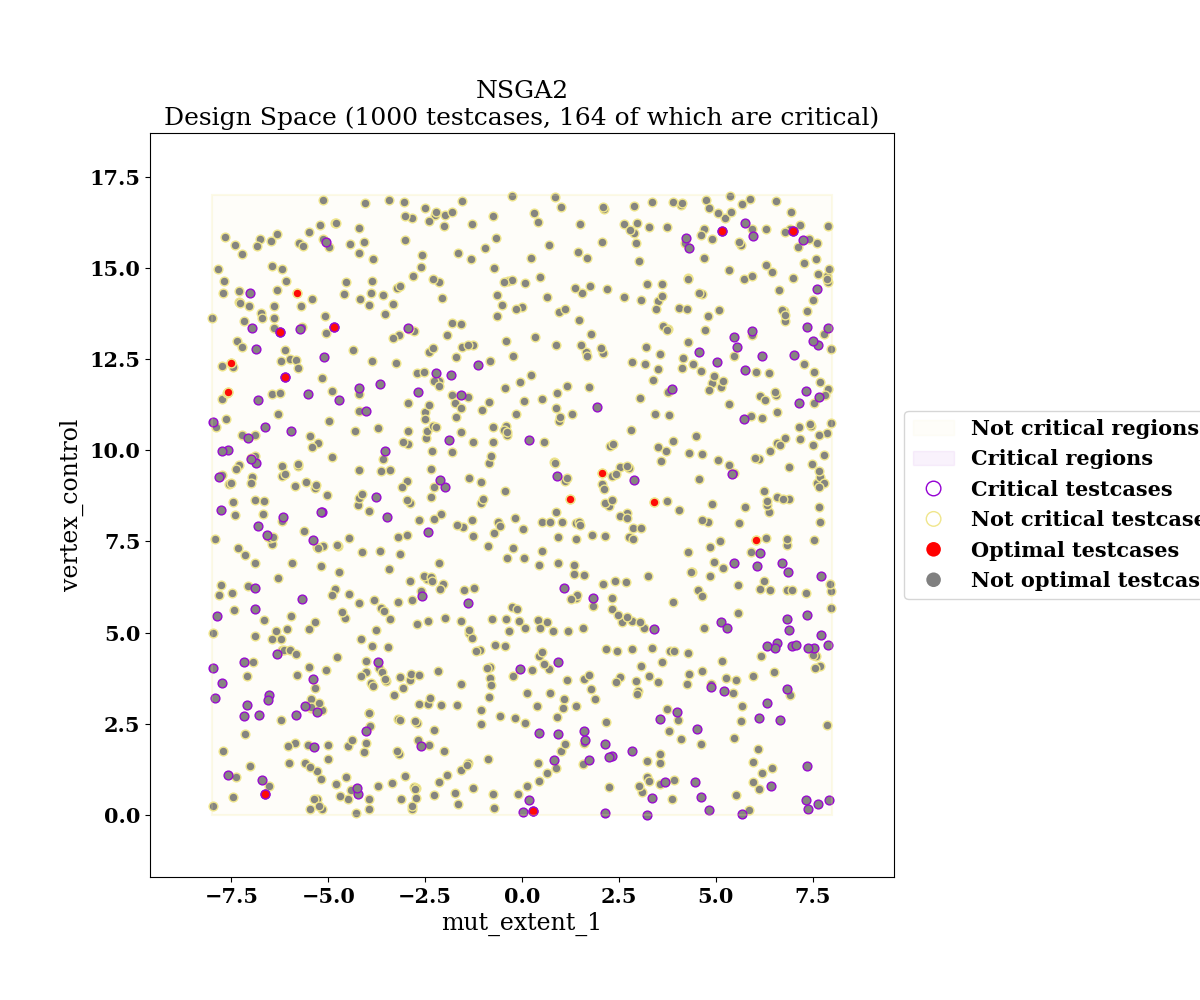 NSGA2
Design Space (1000 testcases, 164 of which are critical)
17.5
15.0
12.5
10.0
7.5
5.0
2.5
0.0
vertex_control
−7.5 −5.0 −2.5 0.0 2.5 5.0 7.5
mut_extent_1
Not critical regions
Critical regions
Critical testcases
Not critical testcase
Optimal testcases
Not optimal testcas